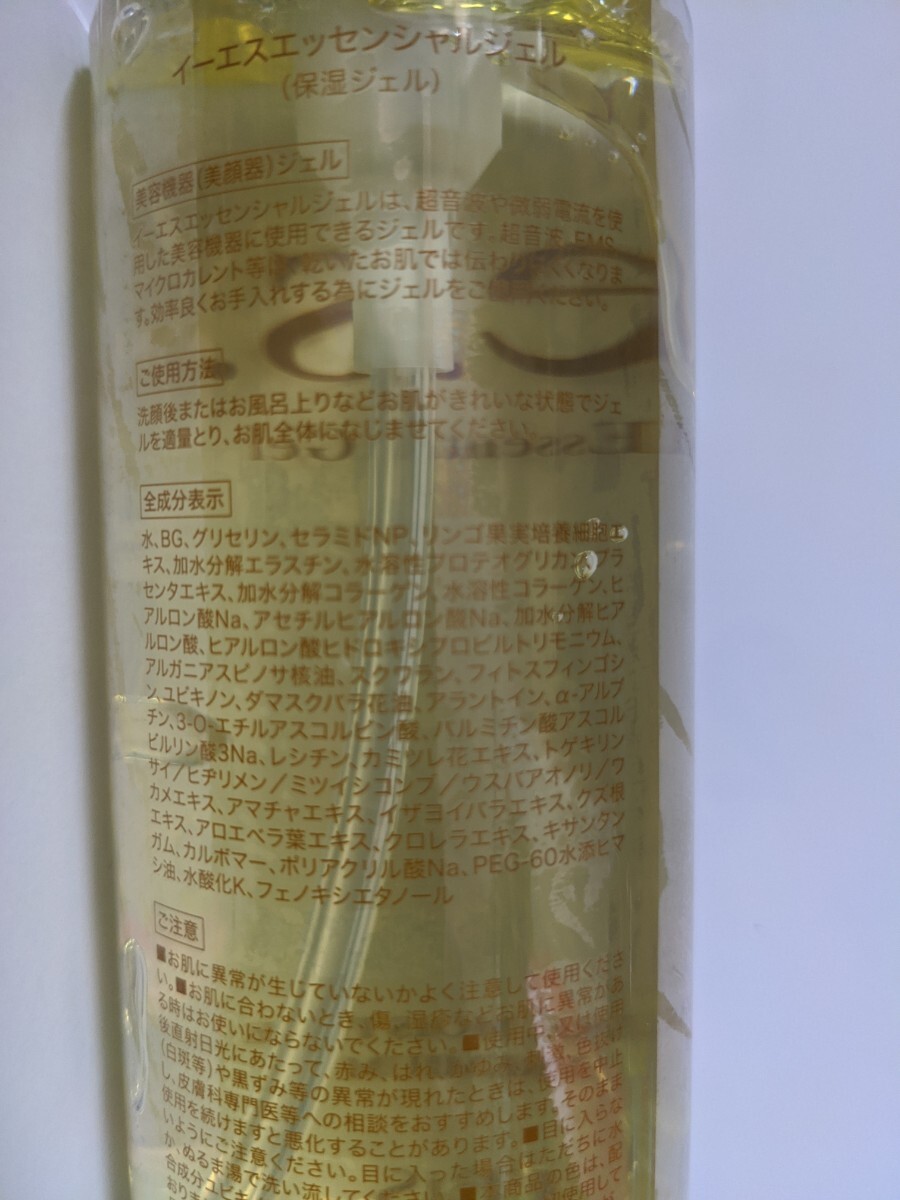 イーエスエッセンシャルジェル
(保湿ジェル)
美容機器(美顔器)ジェル
イーエスエッセンシャルジェルは、超音波や微弱電流を使
用した美容機器に使用できるジェルです。超音波、EMS、
マイクロカレント等は、乾いたお肌では伝わりにくくなりま
す。効率良くお手入れする為にジェルをご使用ください。
ご使用方法
洗顔後またはお風呂上りなどお肌がきれいな状態でジェ
ルを適量とり、お肌全体になじませてください。
全成分表示
水、BG、グリセリン、セラミドNP、リンゴ果実培養細胞エ
キス、加水分解エラスチン、水溶性プロテオグリカン、プラ
センタエキス、加水分解コラーゲン、水溶性コラーゲン、ヒ
アルロン酸Na、アセチルヒアルロン酸Na、加水分解ヒア
ルロン酸、ヒアルロン酸ヒドロキシプロピルトリモニウム、
アルガニアスピノサ核油、スクワラン、フィトスフィンゴシ
ン、ユビキノン、ダマスクバラ花油、アラントイン、α-アルブ
チン、3-O-エチルアスコルビン酸、パルミチン酸アスコル
ビルリン酸3Na、レシチン、カミツレ花エキス、トゲキリン
サイ/ヒヂリメン/ミツイシコンブ/ウスバアオノリ/ワ
カメエキス、アマチャエキス、イザヨイバラエキス、クズ根
エキス、アロエベラ葉エキス、クロレラエキス、キサンタン
ガム、カルボマー、ポリアクリル酸Na、PEG-60水添ヒマ
シ油、水酸化K、フェノキシエタノール
ご注意
■お肌に異常が生じていないかよく注意して使用くださ
い。■お肌に合わないとき、傷、湿疹などお肌に異常があ
る時はお使いにならないでください。■使用中、又は使用
後直射日光にあたって、赤み、はれ、かゆみ、刺激、色抜け
(白斑等)や黒ずみ等の異常が現れたときは、使用を中止
し、皮膚科専門医等への相談をおすすめします。そのまま
使用を続けますと悪化することがあります。■目に入らな
いようにご注意ください。目に入った場合はただちに水
か、ぬるま湯で洗い流してください。■本商品の色は、配
合成分ユビキ